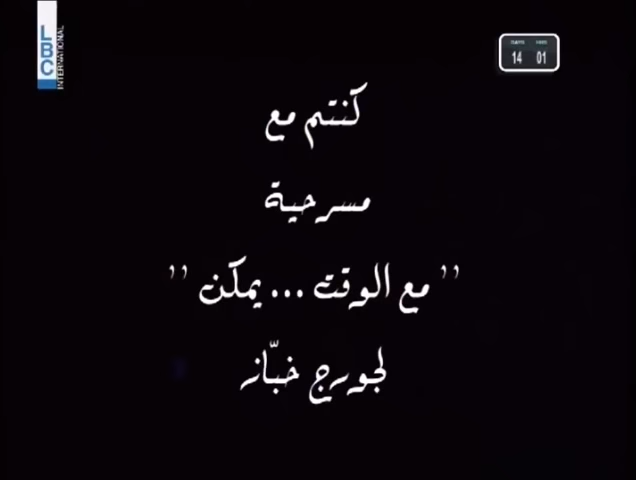 LBC
INTERNATIONAL
14 01
كنتم مع
مسرحية
" مع الوقت ... يمكن "
لجورج خبّاز